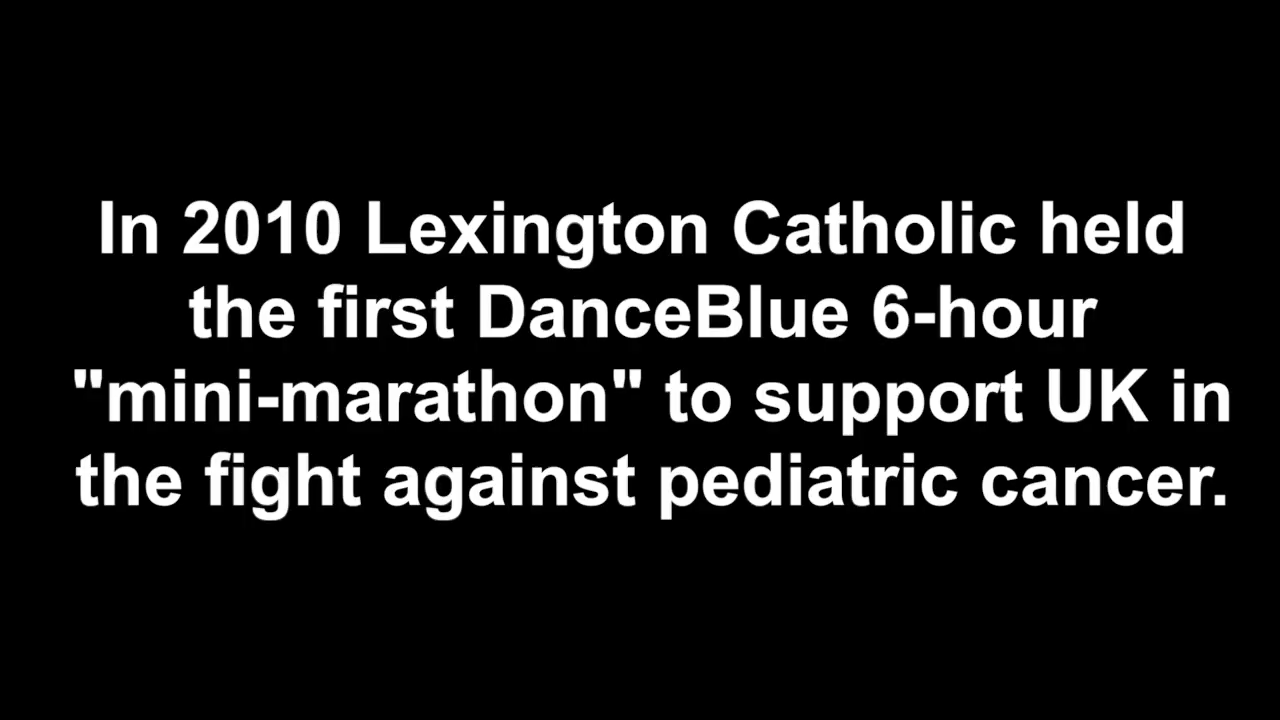 In 2010 Lexington Catholic held
the first DanceBlue 6-hour
"mini-marathon" to support UK in
the fight against pediatric cancer.